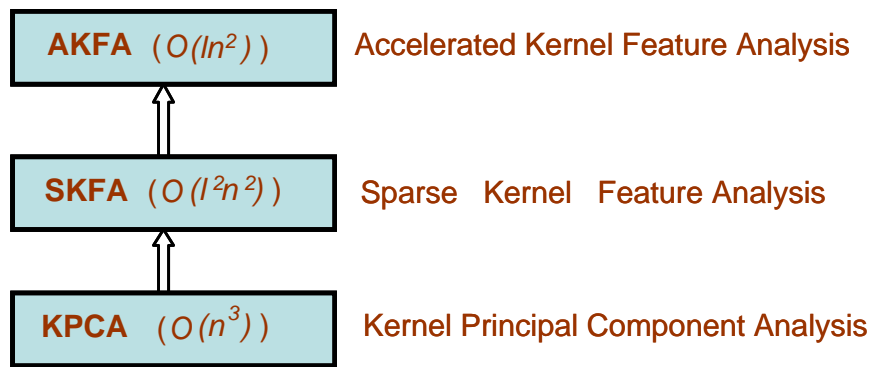 AKFA (O(ln²)) Accelerated Kernel Feature Analysis
SKFA (O(l²n²)) Sparse Kernel Feature Analysis
KPCA (O(n³)) Kernel Principal Component Analysis